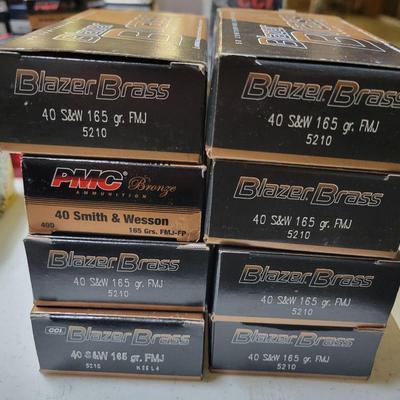 Blazer Brass
40 S&W 165 gr. FMJ
5210
Blazer Brass
40 S&W 165 gr. FMJ
5210
PMC Bronze
AMMUNITION
40 Smith & Wesson
40D 165 Grs. FMJ-FP
Blazer Brass
40 S&W 165 gr. FMJ
5210
Blazer Brass
40 S&W 165 gr. FMJ
5210
Blazer Brass
40 S&W 165 gr. FMJ
5210
CCI Blazer Brass
40 S&W 165 gr. FMJ
5210
Blazer Brass
40 S&W 165 gr. FMJ
5210